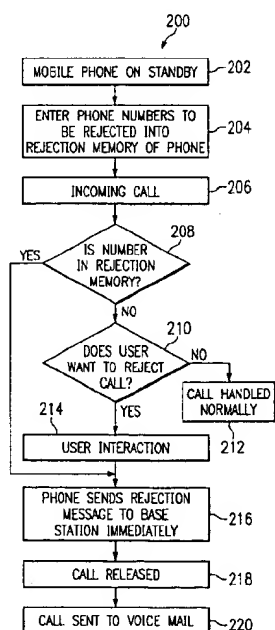 200
MOBILE PHONE ON STANDBY
202
ENTER PHONE NUMBERS TO
BE REJECTED INTO
REJECTION MEMORY OF PHONE
204
INCOMING CALL
206
208
YES
IS NUMBER
IN REJECTION
MEMORY?
NO
210
DOES USER
WANT TO REJECT
CALL?
NO
CALL HANDLED
NORMALLY
212
214
YES
USER INTERACTION
PHONE SENDS REJECTION
MESSAGE TO BASE
STATION IMMEDIATELY
216
CALL RELEASED
218
CALL SENT TO VOICE MAIL
220